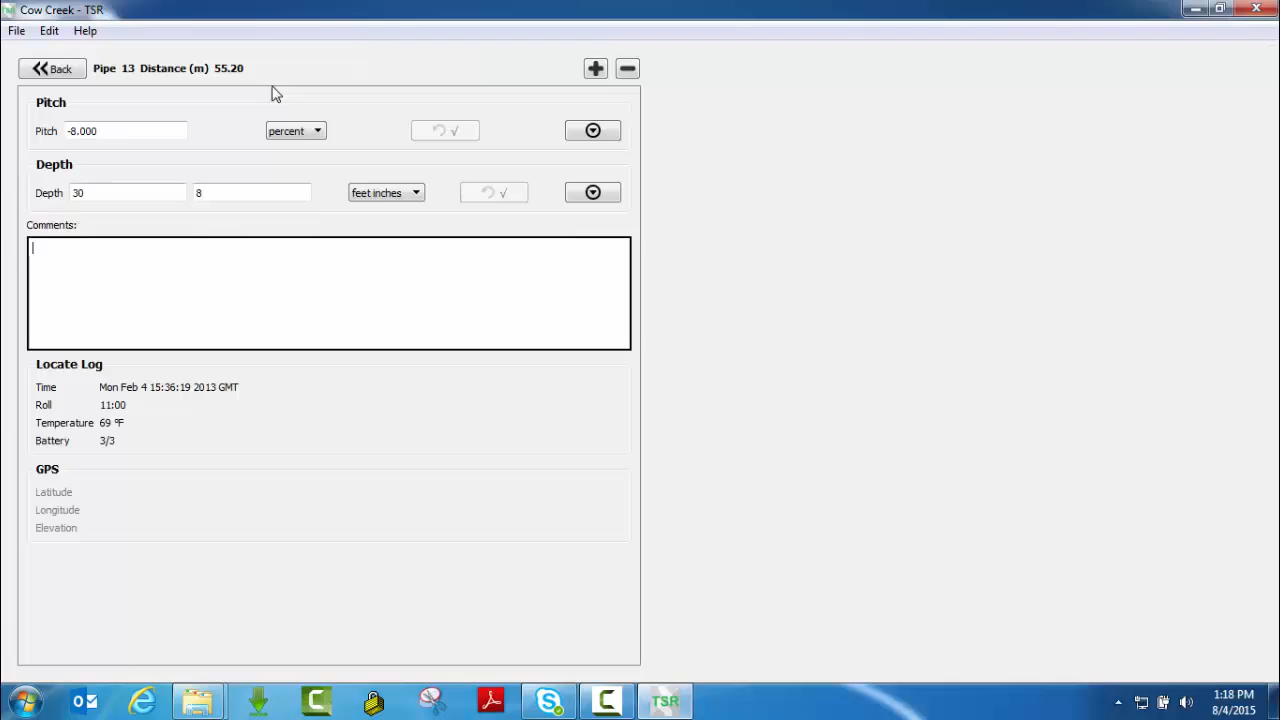 Cow Creek - TSR
File Edit Help
Back Pipe 13 Distance (m) 55.20
Pitch
Pitch -8.000 percent √
Depth
Depth 30 8 feet inches √
Comments:
Locate Log
Time Mon Feb 4 15:36:19 2013 GMT
Roll 11:00
Temperature 69 °F
Battery 3/3
GPS
Latitude
Longitude
Elevation
TSR
1:18 PM
8/4/2015